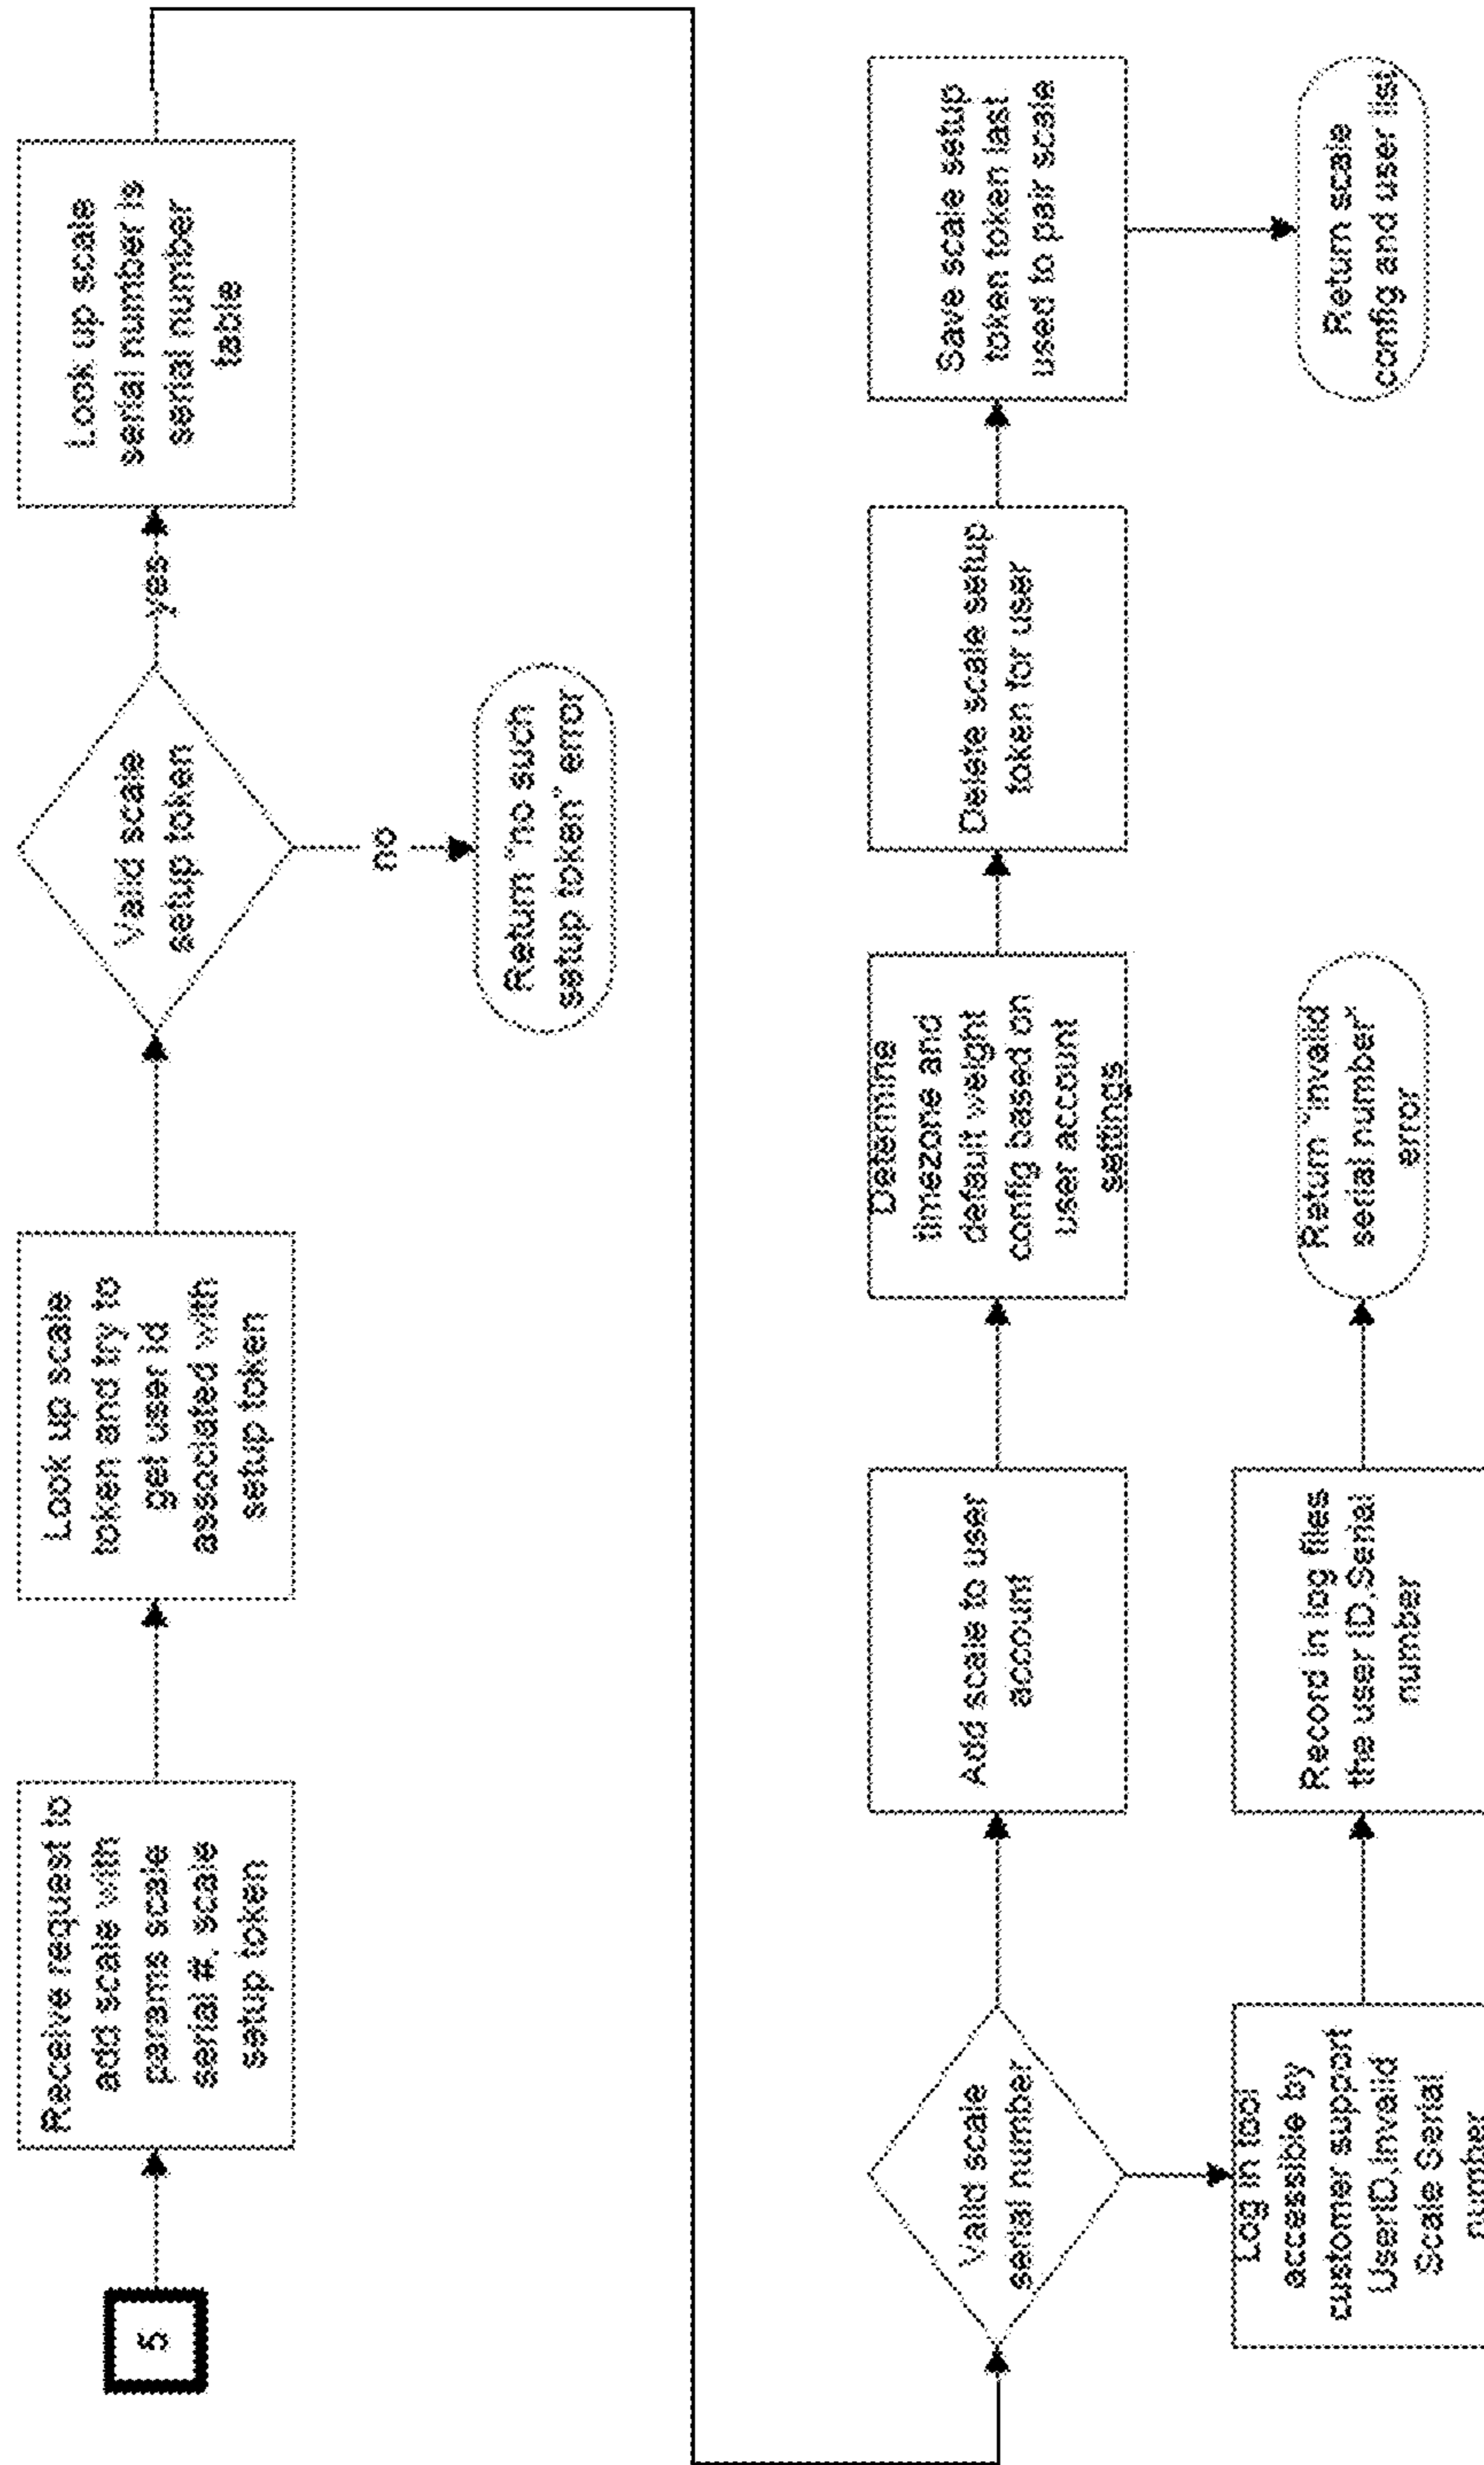 5
Receive request to
add scale with
params scale
serial #, scale
setup token
Look up scale
token and try to
get user id
associated with
setup token
Valid scale
setup token
yes
no
Return "no such
setup token" error
Look up scale
serial number is
serial number
table
Valid scale
serial number
Add scale to user
account
Determine
timezone and
default weight
config based on
user account
settings
Delete scale setup
token for user
Save scale setup
token token last
used to pair scale
Return scale
config and user list
Log in tool
accessible by
customer support
UserID,Invalid
Scale Serial
number
Record in log files
the user ID,Serial
number
Return "invalid
serial number"
error